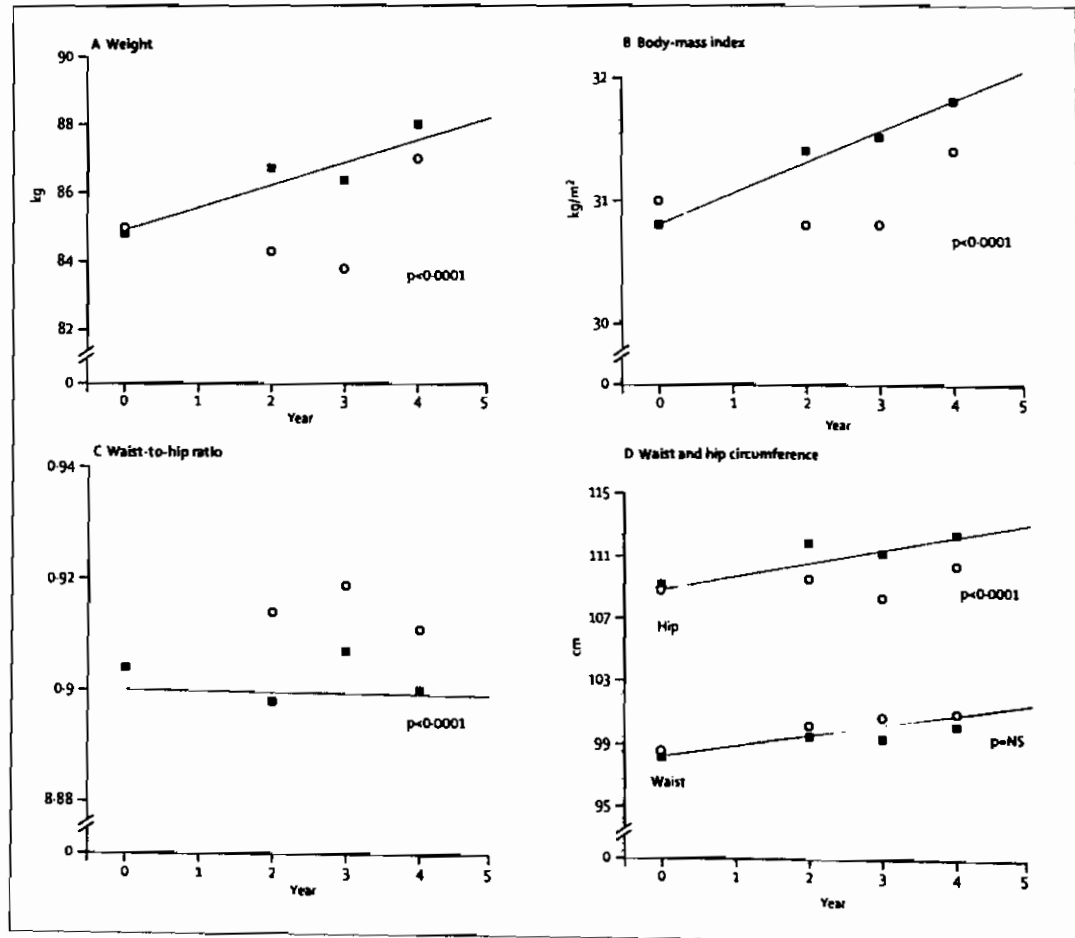 A Weight
90
88
86
84
82
0
kg
p<0·0001
0 1 2 3 4 5
Year
B Body-mass index
32
31
30
0
kg/m²
p<0·0001
0 1 2 3 4 5
Year
C Waist-to-hip ratio
0·94
0·92
0·9
8·88
0
p<0·0001
0 1 2 3 4 5
Year
D Waist and hip circumference
115
111
107
103
99
95
0
cm
Hip
p<0·0001
Waist
p=NS
0 1 2 3 4 5
Year